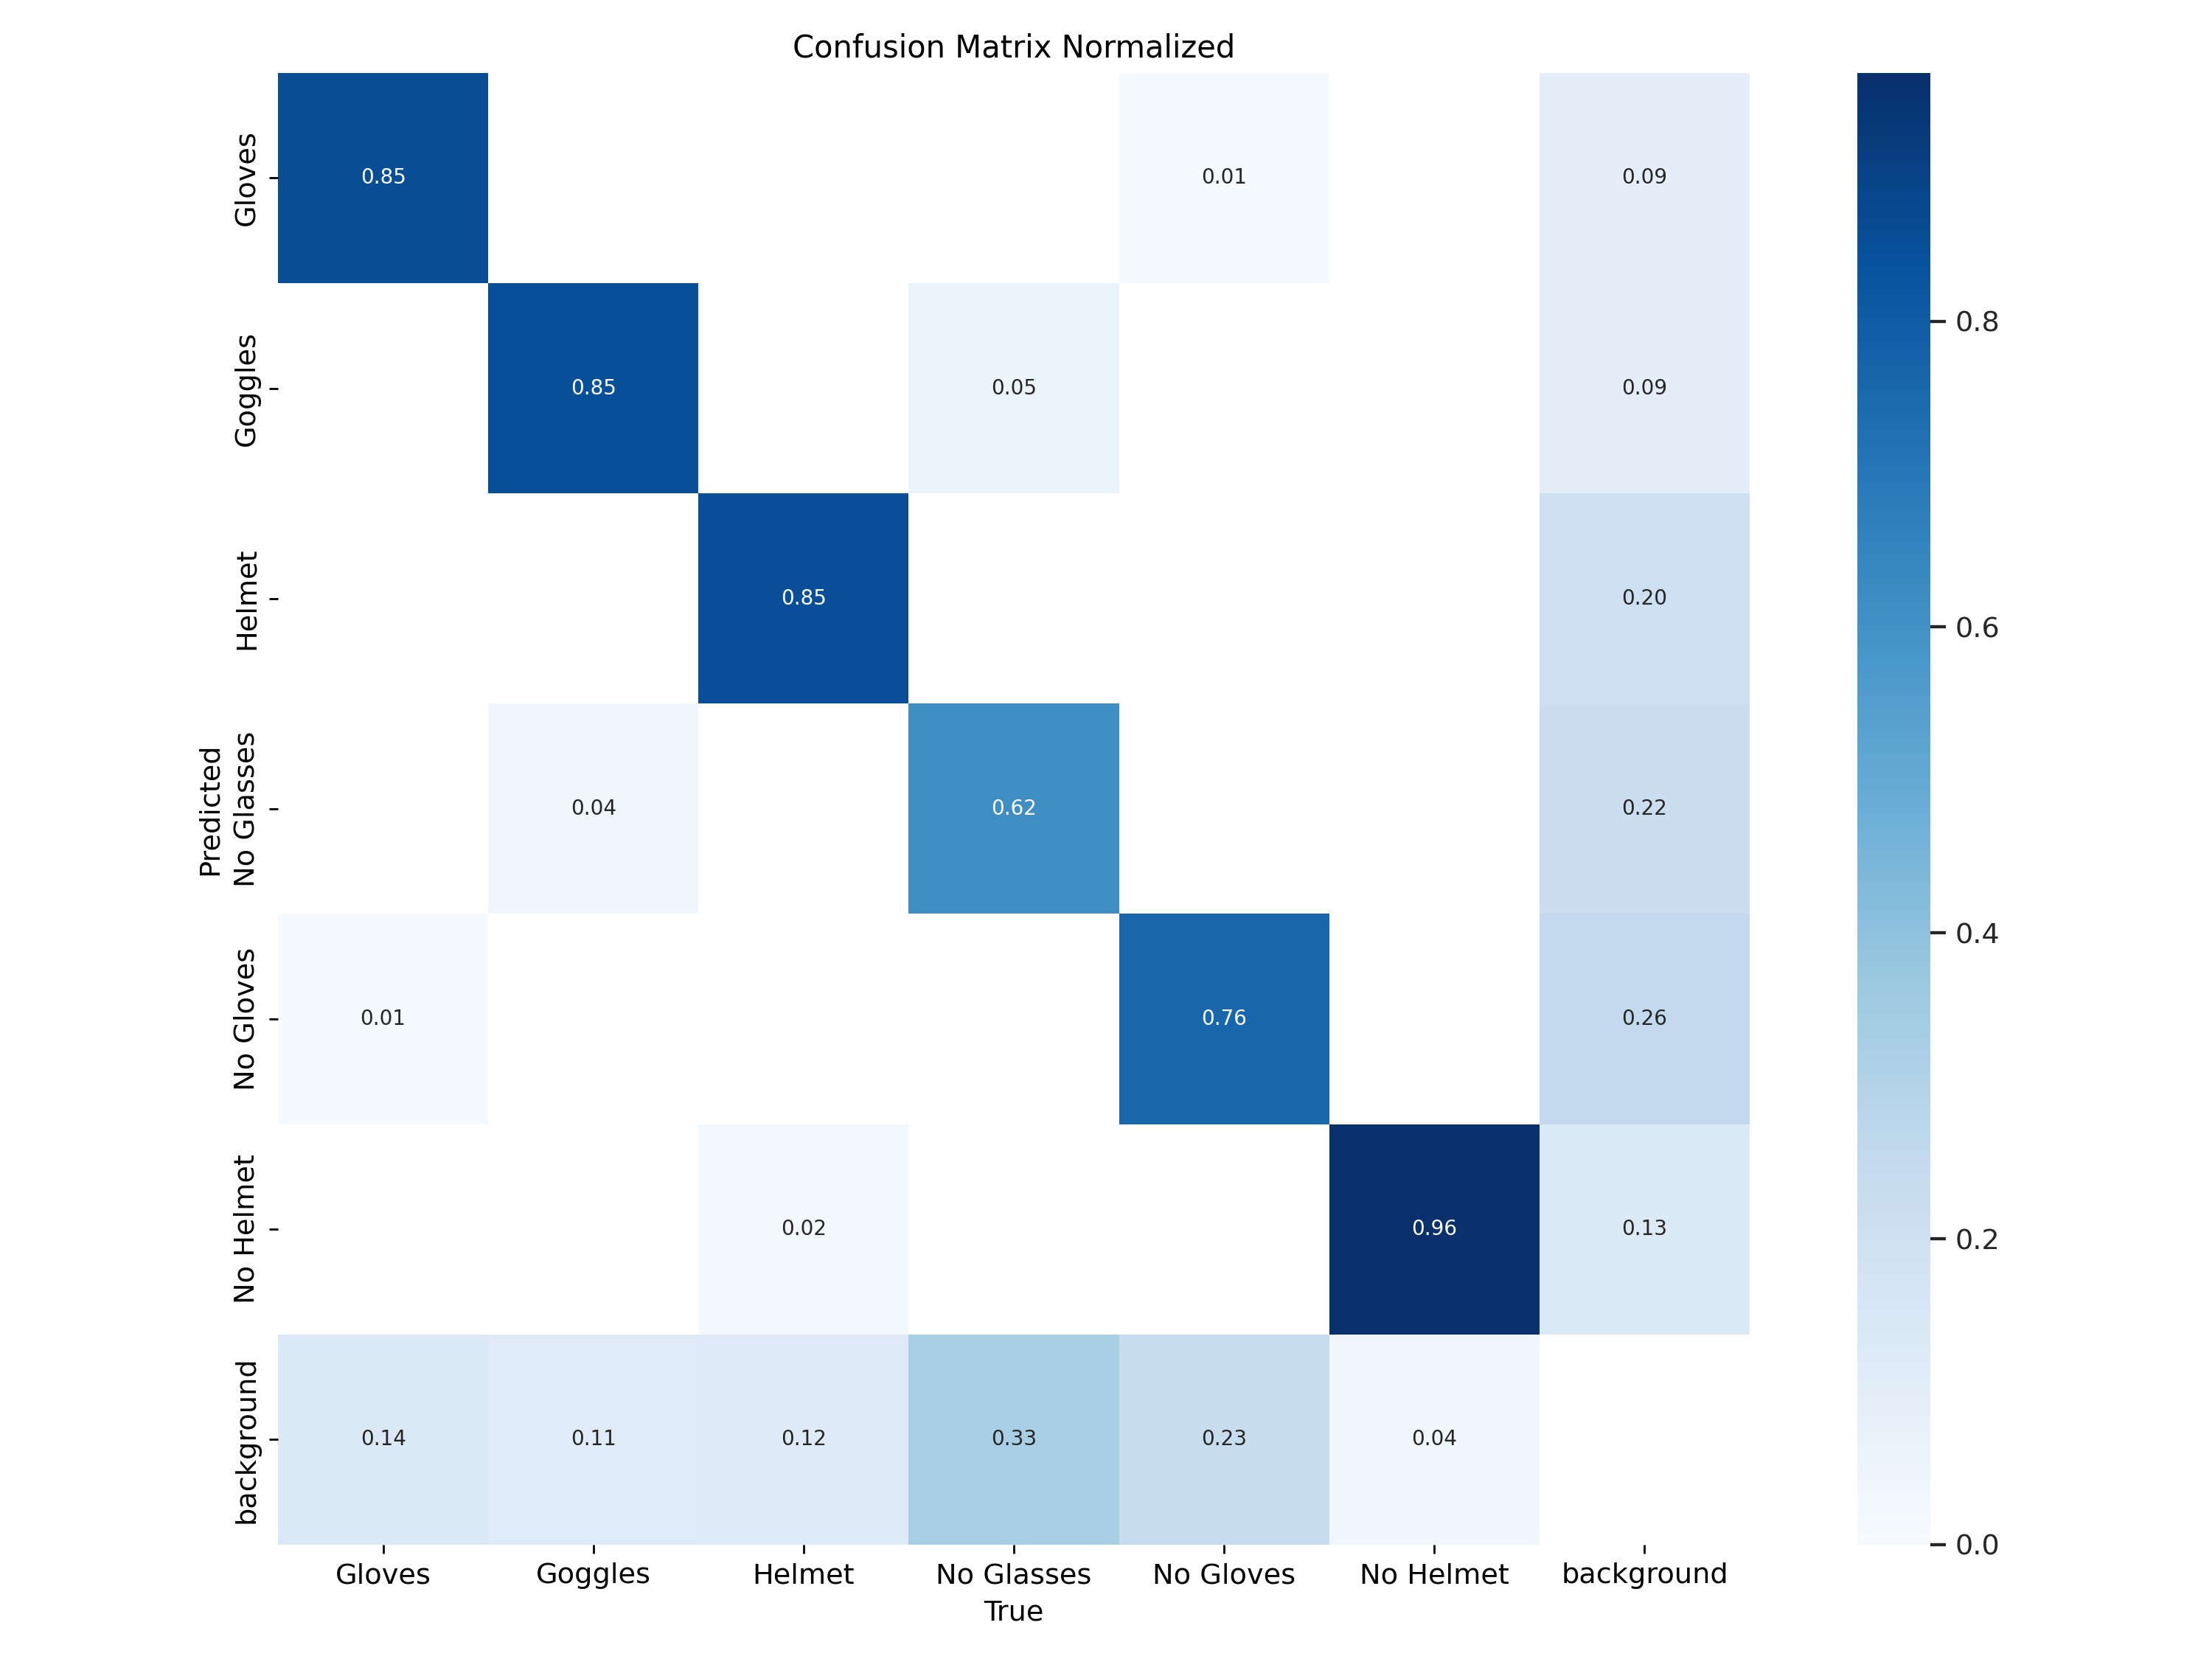 Confusion Matrix Normalized
Gloves 0.85 0.01 0.09
Goggles 0.85 0.05 0.09
0.8
Helmet 0.85 0.20
0.6
Predicted
No Glasses 0.04 0.62 0.22
0.4
No Gloves 0.01 0.76 0.26
No Helmet 0.02 0.96 0.13
0.2
background 0.14 0.11 0.12 0.33 0.23 0.04
0.0
Gloves Goggles Helmet No Glasses No Gloves No Helmet background
True